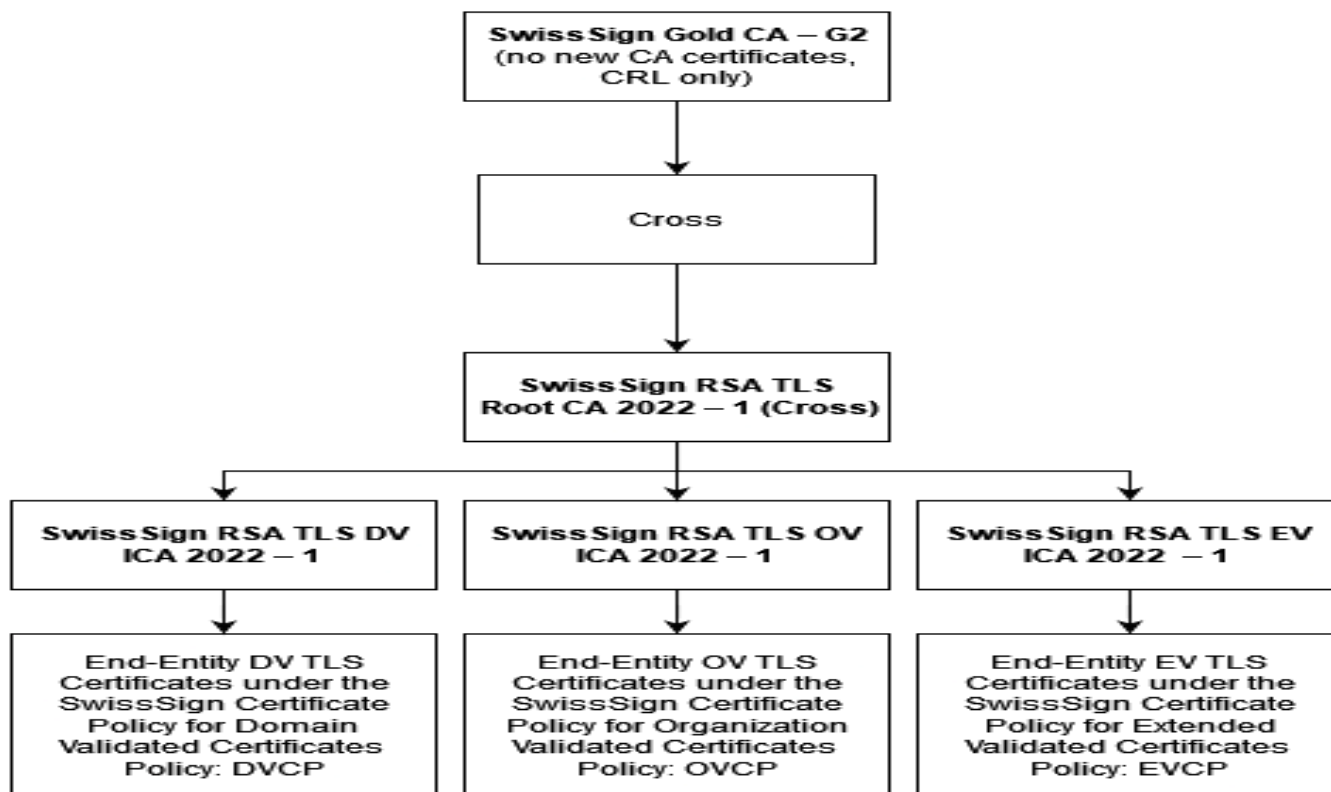 SwissSign Gold CA – G2
(no new CA certificates,
CRL only)
Cross
SwissSign RSA TLS
Root CA 2022 – 1 (Cross)
SwissSign RSA TLS DV
ICA 2022 – 1
SwissSign RSA TLS OV
ICA 2022 – 1
SwissSign RSA TLS EV
ICA 2022 – 1
End-Entity DV TLS
Certificates under the
SwissSign Certificate
Policy for Domain
Validated Certificates
Policy: DVCP
End-Entity OV TLS
Certificates under the
SwissSign Certificate
Policy for Organization
Validated Certificates
Policy: OVCP
End-Entity EV TLS
Certificates under the
SwissSign Certificate
Policy for Extended
Validated Certificates
Policy: EVCP